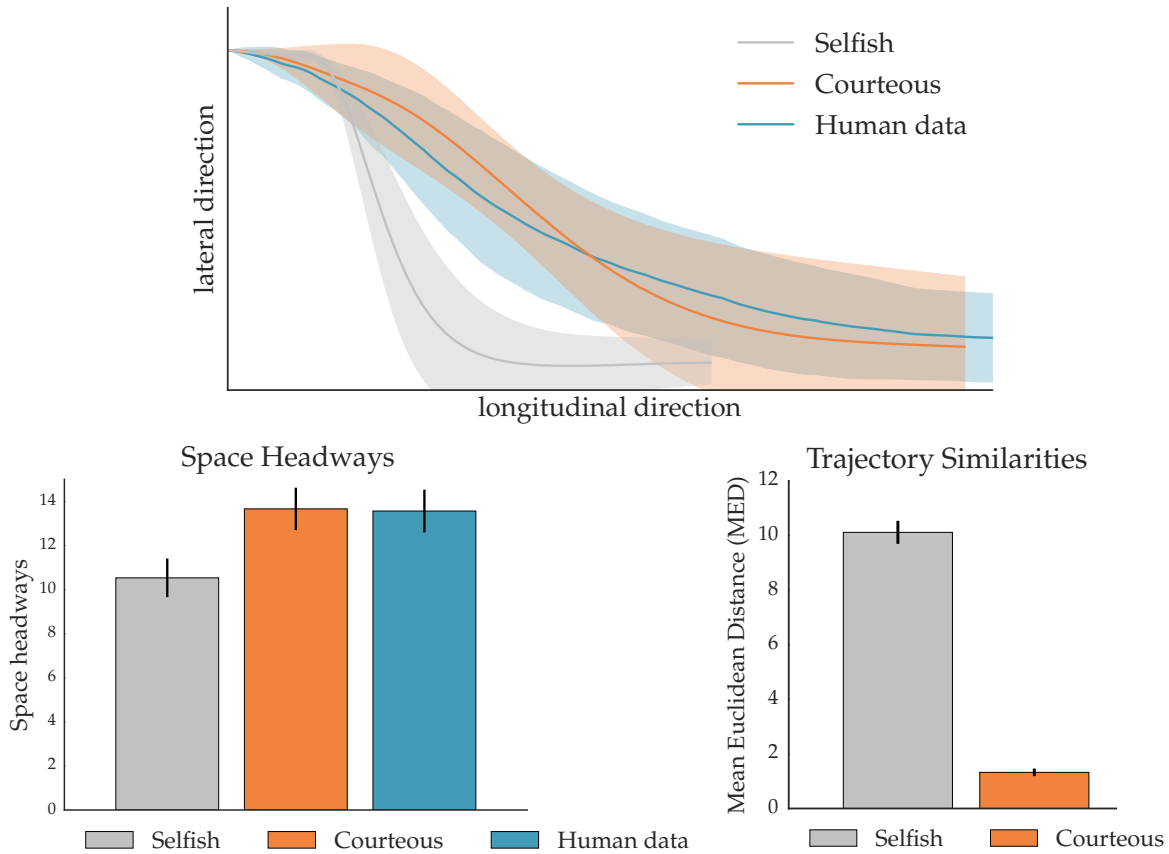 Selfish
Courteous
Human data
lateral direction
longitudinal direction
Space Headways
Space headways
14
12
10
8
6
4
2
0
Selfish
Courteous
Human data
Trajectory Similarities
Mean Euclidean Distance (MED)
12
10
8
6
4
2
0
Selfish
Courteous